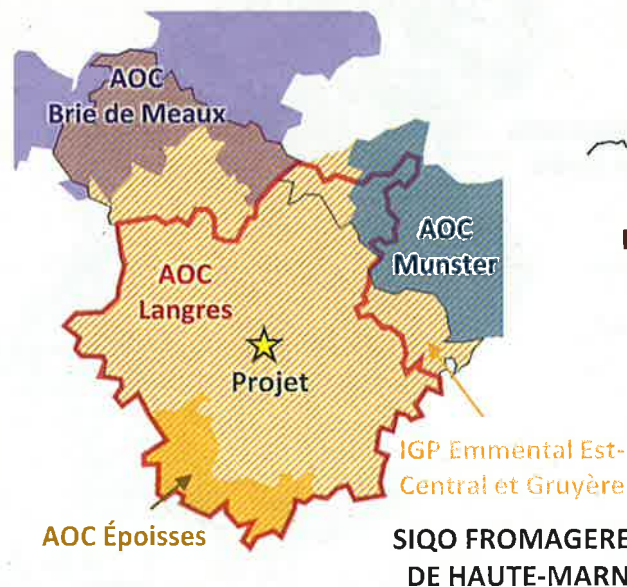 AOC
Brie de Meaux
AOC
Munster
AOC
Langres
Projet
IGP Emmental Est-
Central et Gruyère
AOC Époisses
SIQO FROMAGERE
DE HAUTE-MARN